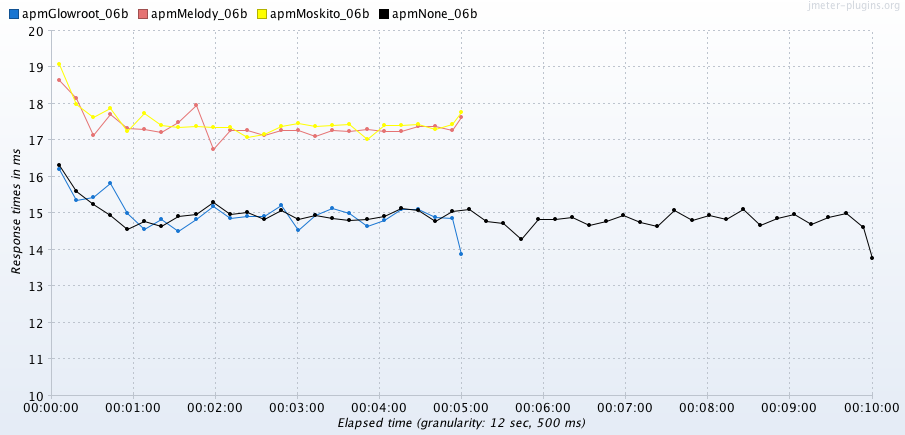 apmGlowroot_06b apmMelody_06b apmMoskito_06b apmNone_06b
jmeter-plugins.org
20
19
18
17
16
15
14
13
12
11
10
Response times in ms
00:00:00 00:01:00 00:02:00 00:03:00 00:04:00 00:05:00 00:06:00 00:07:00 00:08:00 00:09:00 00:10:00
Elapsed time (granularity: 12 sec, 500 ms)